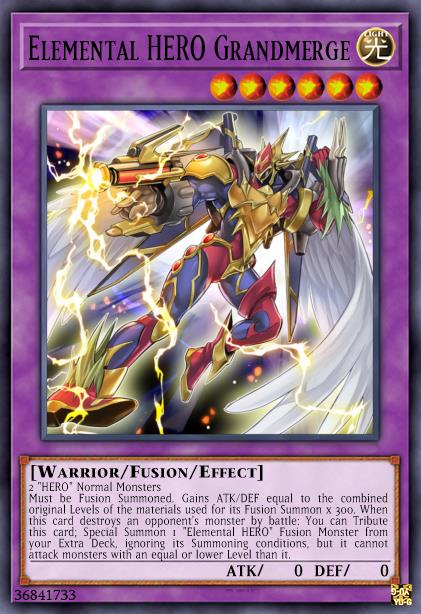 ELEMENTAL HERO GRANDMERGE
LIGHT
光
[WARRIOR/FUSION/EFFECT]
2 "HERO" Normal Monsters
Must be Fusion Summoned. Gains ATK/DEF equal to the combined
original Levels of the materials used for its Fusion Summon x 300. When
this card destroys an opponent's monster by battle: You can Tribute
this card; Special Summon 1 "Elemental HERO" Fusion Monster from
your Extra Deck, ignoring its Summoning conditions, but it cannot
attack monsters with an equal or lower Level than it.
ATK/ 0 DEF/ 0
36841733